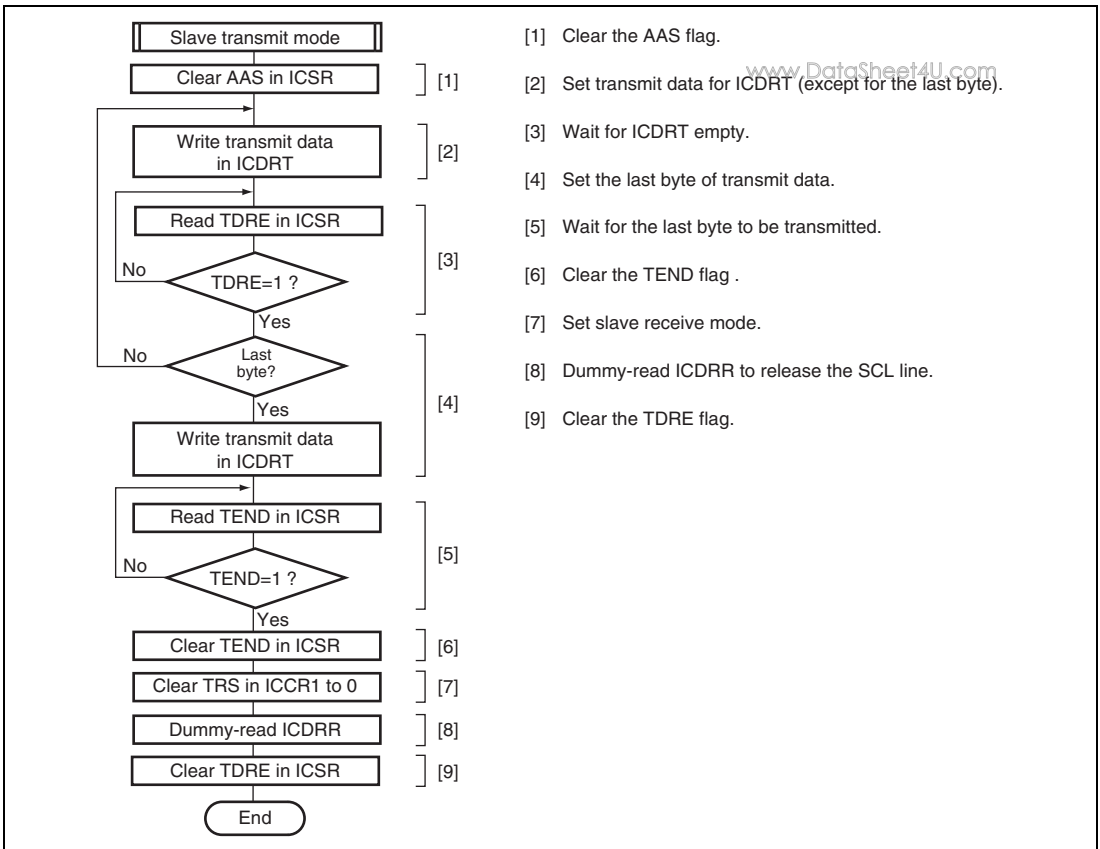 Slave transmit mode
Clear AAS in ICSR
[1]
Write transmit data
in ICDRT
[2]
Read TDRE in ICSR
No
TDRE=1 ?
[3]
Yes
No
Last
byte?
[4]
Yes
Write transmit data
in ICDRT
Read TEND in ICSR
No
TEND=1 ?
[5]
Yes
Clear TEND in ICSR
[6]
Clear TRS in ICCR1 to 0
[7]
Dummy-read ICDRR
[8]
Clear TDRE in ICSR
[9]
End
[1] Clear the AAS flag.
www.DataSheet4U.com
[2] Set transmit data for ICDRT (except for the last byte).
[3] Wait for ICDRT empty.
[4] Set the last byte of transmit data.
[5] Wait for the last byte to be transmitted.
[6] Clear the TEND flag .
[7] Set slave receive mode.
[8] Dummy-read ICDRR to release the SCL line.
[9] Clear the TDRE flag.